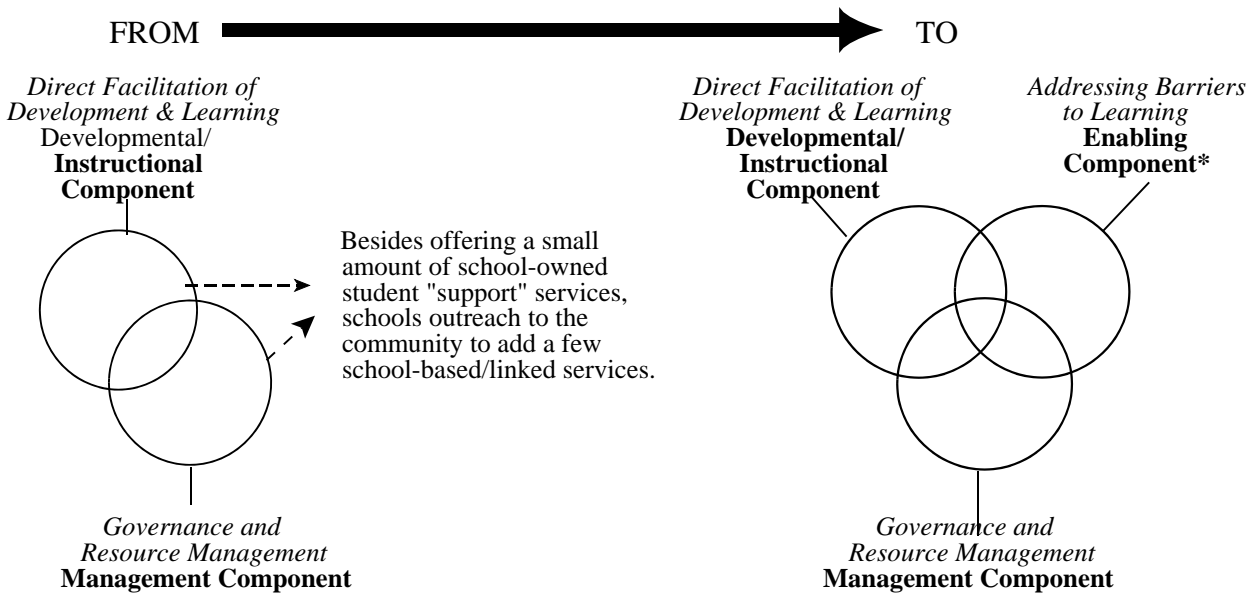 FROM
TO
Direct Facilitation of
Development & Learning
Developmental/
Instructional
Component
Besides offering a small
amount of school-owned
student "support" services,
schools outreach to the
community to add a few
school-based/linked services.
Governance and
Resource Management
Management Component
Direct Facilitation of
Development & Learning
Developmental/
Instructional
Component
Addressing Barriers
to Learning
Enabling
Component*
Governance and
Resource Management
Management Component